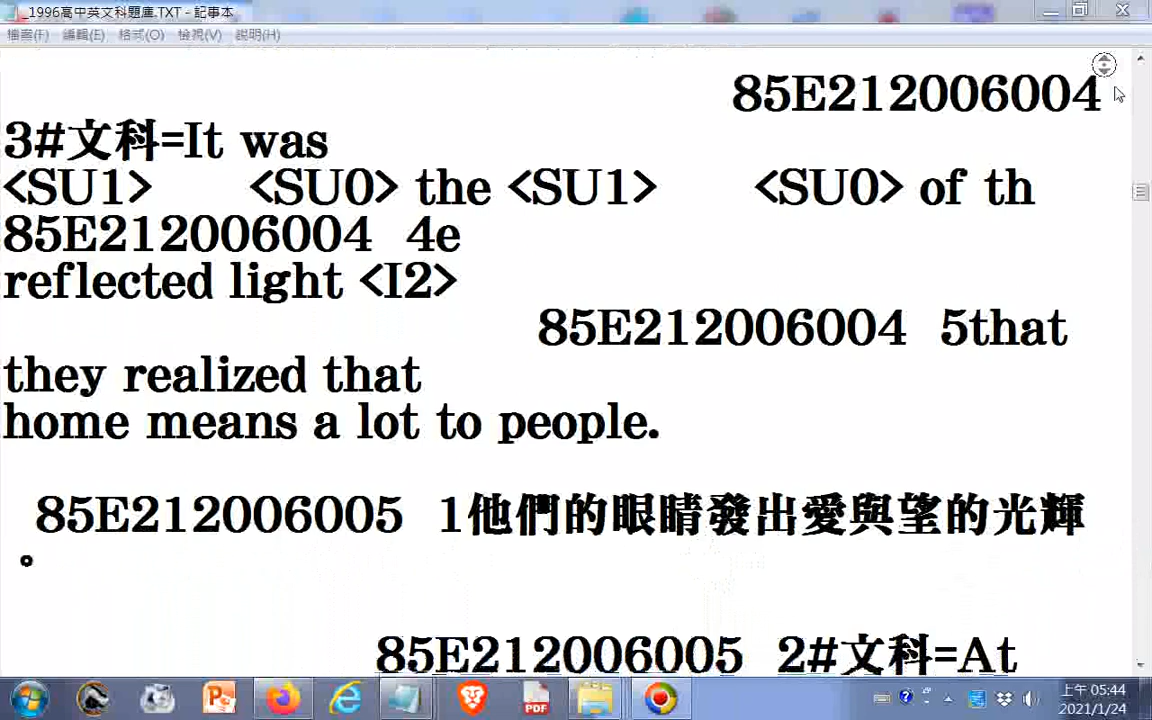 _1996高中英文科題庫.TXT - 記事本
檔案(F) 編輯(E) 格式(O) 檢視(V) 說明(H)
85E212006004
3#文科=It was
<SU1> <SU0> the <SU1> <SU0> of th
85E212006004 4e
reflected light <I2>
85E212006004 5that
they realized that
home means a lot to people.
85E212006005 1他們的眼睛發出愛與望的光輝
。
85E212006005 2#文科=At
PDF
上午 05:44
2021/1/24